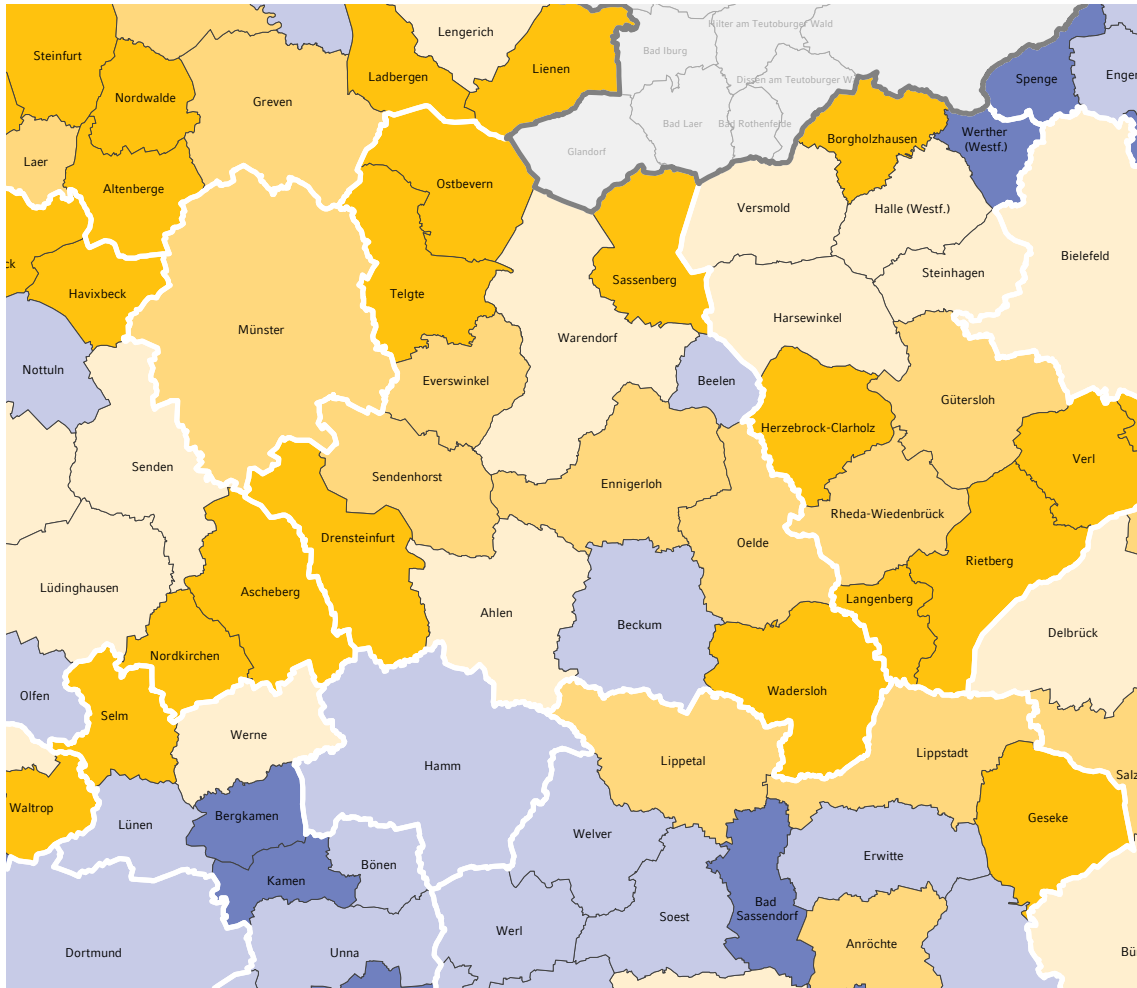 Hilter am Teutoburger Wald
Lengerich
Steinfurt
Bad Iburg
Lienen
Ladbergen
Spenge
Enger
Dissen am Teutoburger W
Nordwalde
Greven
Bad Laer
Bad Rothenfelde
Werther
(Westf.)
Borgholzhausen
Glandorf
Laer
Altenberge
Ostbevern
Versmold
Halle (Westf.)
Bielefeld
ck
Steinhagen
Sassenberg
Havixbeck
Telgte
Harsewinkel
Münster
Warendorf
Nottuln
Everswinkel
Beelen
Gütersloh
Herzebrock-Clarholz
Verl
Senden
Sendenhorst
Ennigerloh
Rheda-Wiedenbrück
Drensteinfurt
Oelde
Rietberg
Lüdinghausen
Ascheberg
Langenberg
Ahlen
Beckum
Delbrück
Nordkirchen
Olfen
Wadersloh
Selm
Werne
Lippstadt
Lippetal
Hamm
Salz
Waltrop
Bergkamen
Geseke
Lünen
Welver
Erwitte
Bönen
Kamen
Bad
Sassendorf
Soest
Werl
Anröchte
Dortmund
Unna
Bür